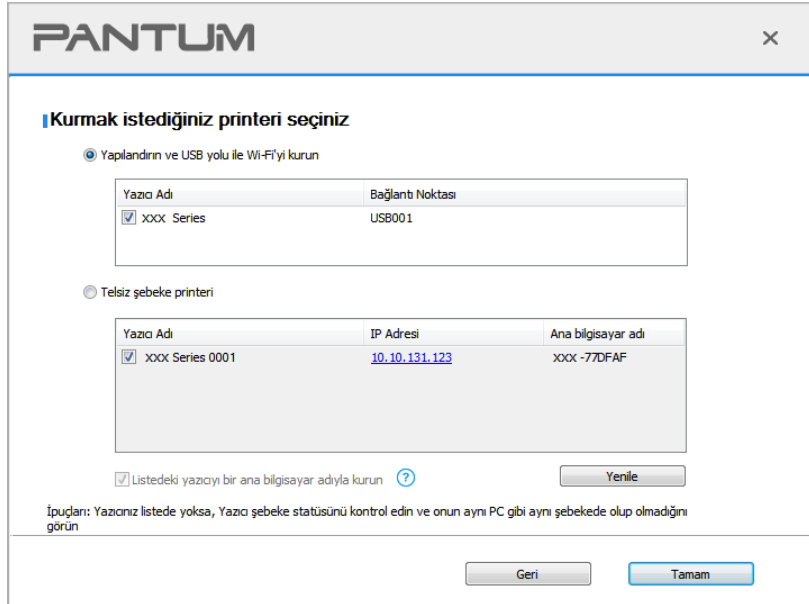 PANTUM
Kurmak istediğiniz printeri seçiniz
Yapılandırın ve USB yolu ile Wi-Fi'yi kurun
Yazıcı Adı Bağlantı Noktası
XXX Series USB001
Telsiz şebeke printeri
Yazıcı Adı IP Adresi Ana bilgisayar adı
XXX Series 0001 10.10.131.123 XXX -77DFAF
Listedeki yazıcıyı bir ana bilgisayar adıyla kurun ? Yenile
İpuçları: Yazıcınız listede yoksa, Yazıcı şebeke statüsünü kontrol edin ve onun aynı PC gibi aynı şebekede olup olmadığını
görün
Geri Tamam